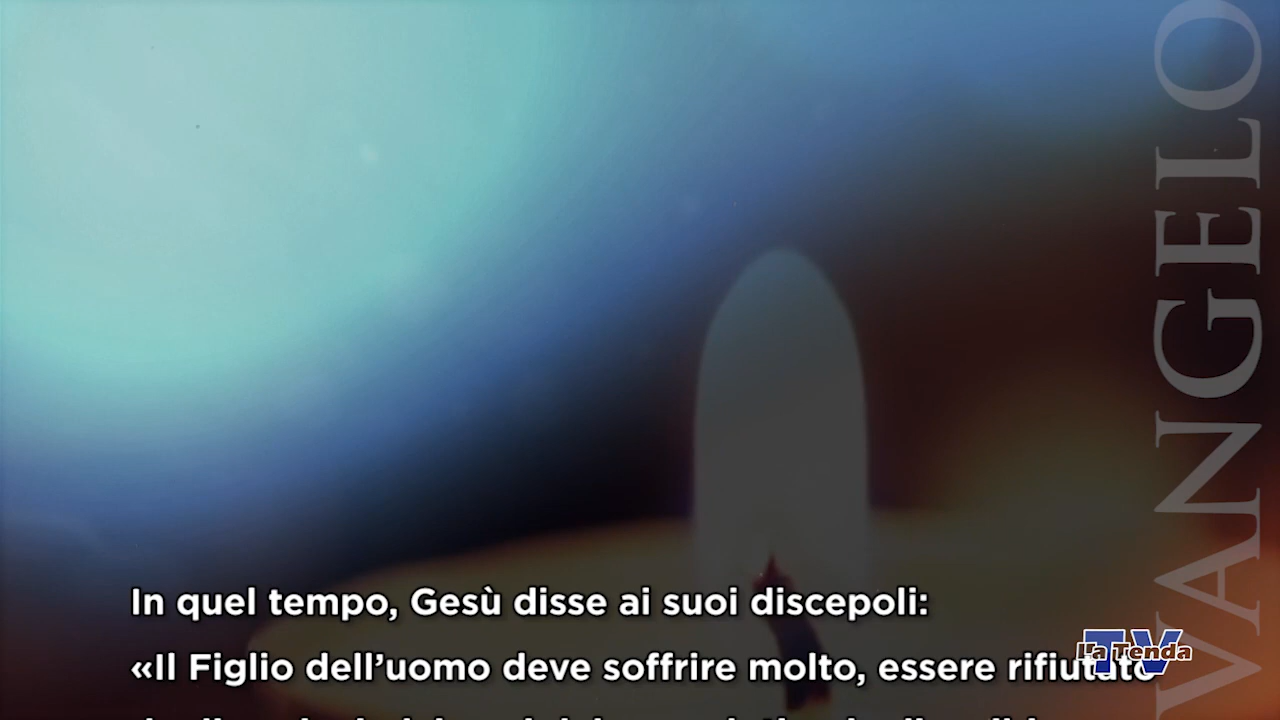 VANGELO
In quel tempo, Gesù disse ai suoi discepoli:
«Il Figlio dell’uomo deve soffrire molto, essere rifiutato
TV
La Tenda